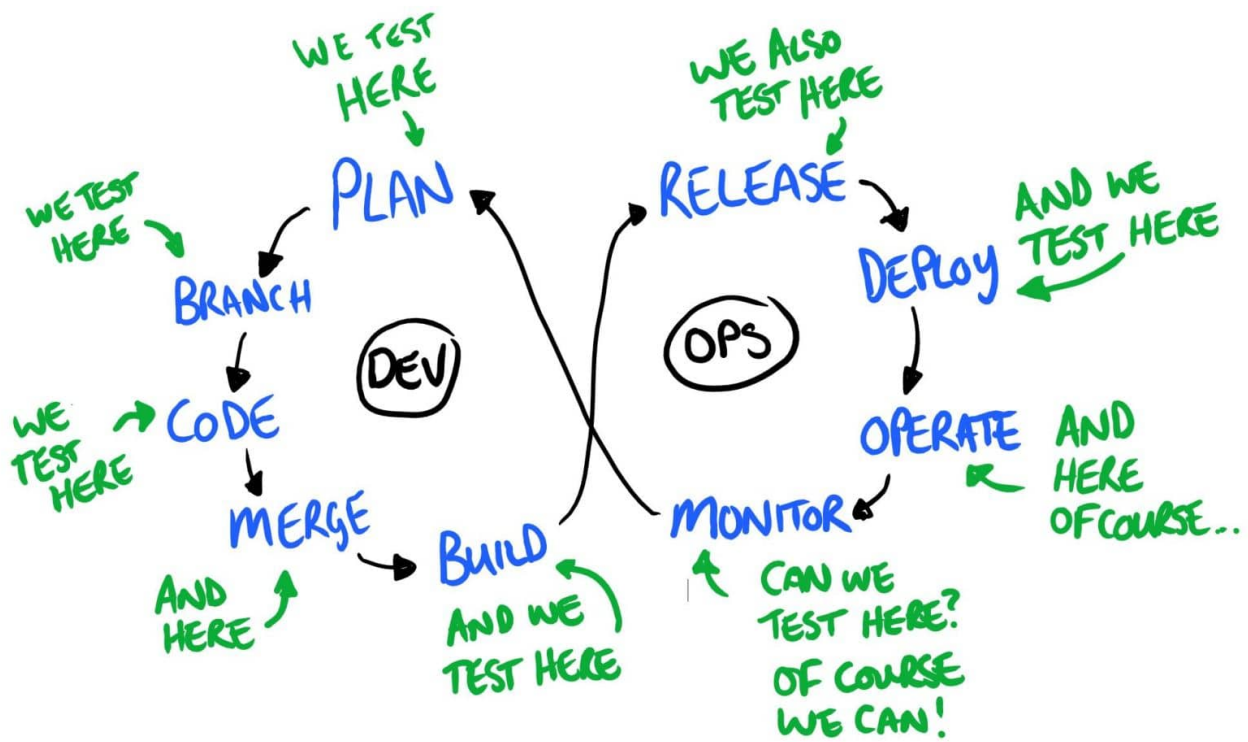 WE TEST
HERE
PLAN
WE TEST
HERE
BRANCH
DEV
WE
TEST
HERE
CODE
MERGE
AND
HERE
BUILD
AND WE
TEST HERE
WE ALSO
TEST HERE
RELEASE
AND WE
TEST HERE
DEPLOY
OPS
OPERATE
AND
HERE
OFCOURSE...
MONITOR
CAN WE
TEST HERE?
OF COURSE
WE CAN!